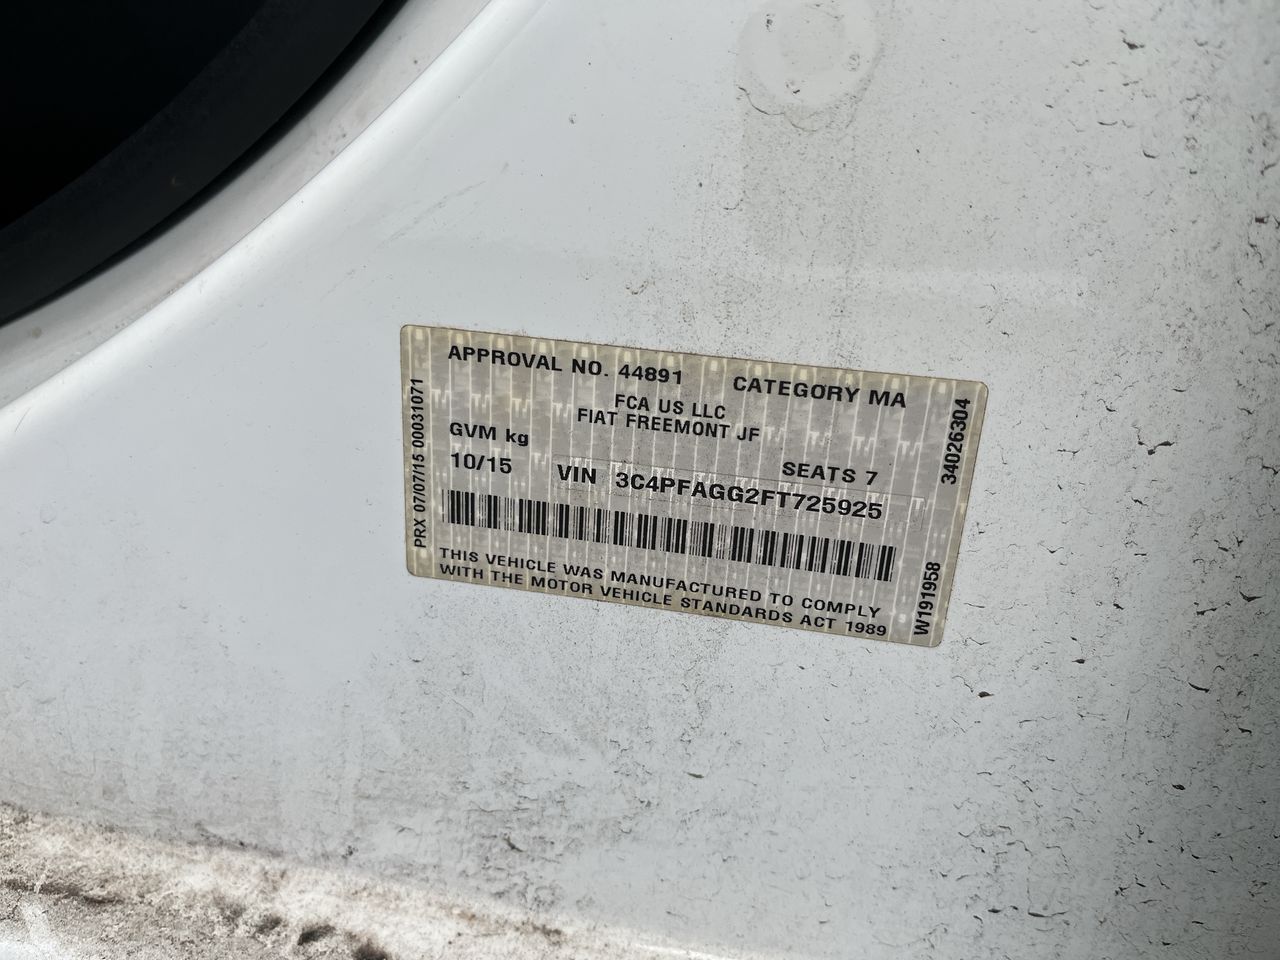 APPROVAL NO. 44891 CATEGORY MA
FCA US LLC
FIAT FREEMONT JF
GVM kg
SEATS 7
10/15 VIN 3C4PFAGG2FT725925
THIS VEHICLE WAS MANUFACTURED TO COMPLY
WITH THE MOTOR VEHICLE STANDARDS ACT 1989
PRX 07/07/15 00031071
34026304
W191958